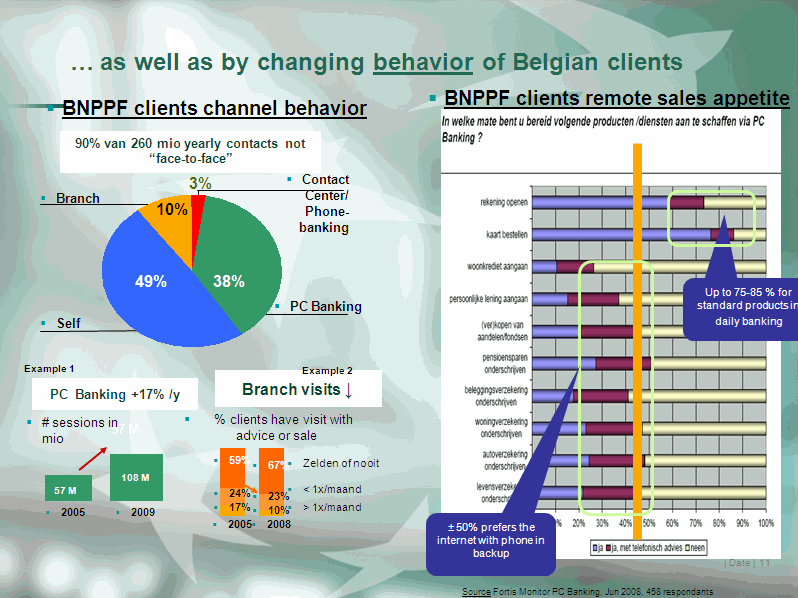 … as well as by changing behavior of Belgian clients
BNPPF clients channel behavior
90% van 260 mio yearly contacts not
“face-to-face”
3%
Contact
Center/
Phone-
banking
Branch
10%
49%
38%
PC Banking
Self
Example 1
PC Banking +17% /y
# sessions in
mio
57 M
108 M
2005
2009
Example 2
Branch visits ↓
% clients have visit with
advice or sale
59%
67%
Zelden of nooit
24%
23%
< 1x/maand
17%
10%
> 1x/maand
2005
2008
BNPPF clients remote sales appetite
In welke mate bent u bereid volgende producten /diensten aan te schaffen via PC
Banking ?
rekening openen
kaart bestellen
woonkrediet aangaan
persoonlijke lening aangaan
(ver)kopen van
aandelen/fondsen
pensioensparen
onderschrijven
beleggingsverzekering
onderschrijven
woningverzekering
onderschrijven
autoverzekering
onderschrijven
levensverzeke
ondersch
20% 30% 40% 50% 60% 70% 80% 90% 100%
ja ja, met telefonisch advies neen
Up to 75-85 % for
standard products in
daily banking
±50% prefers the
internet with phone in
backup
| Date | 11
Source Fortis Monitor PC Banking, Jun 2008, 458 respondants